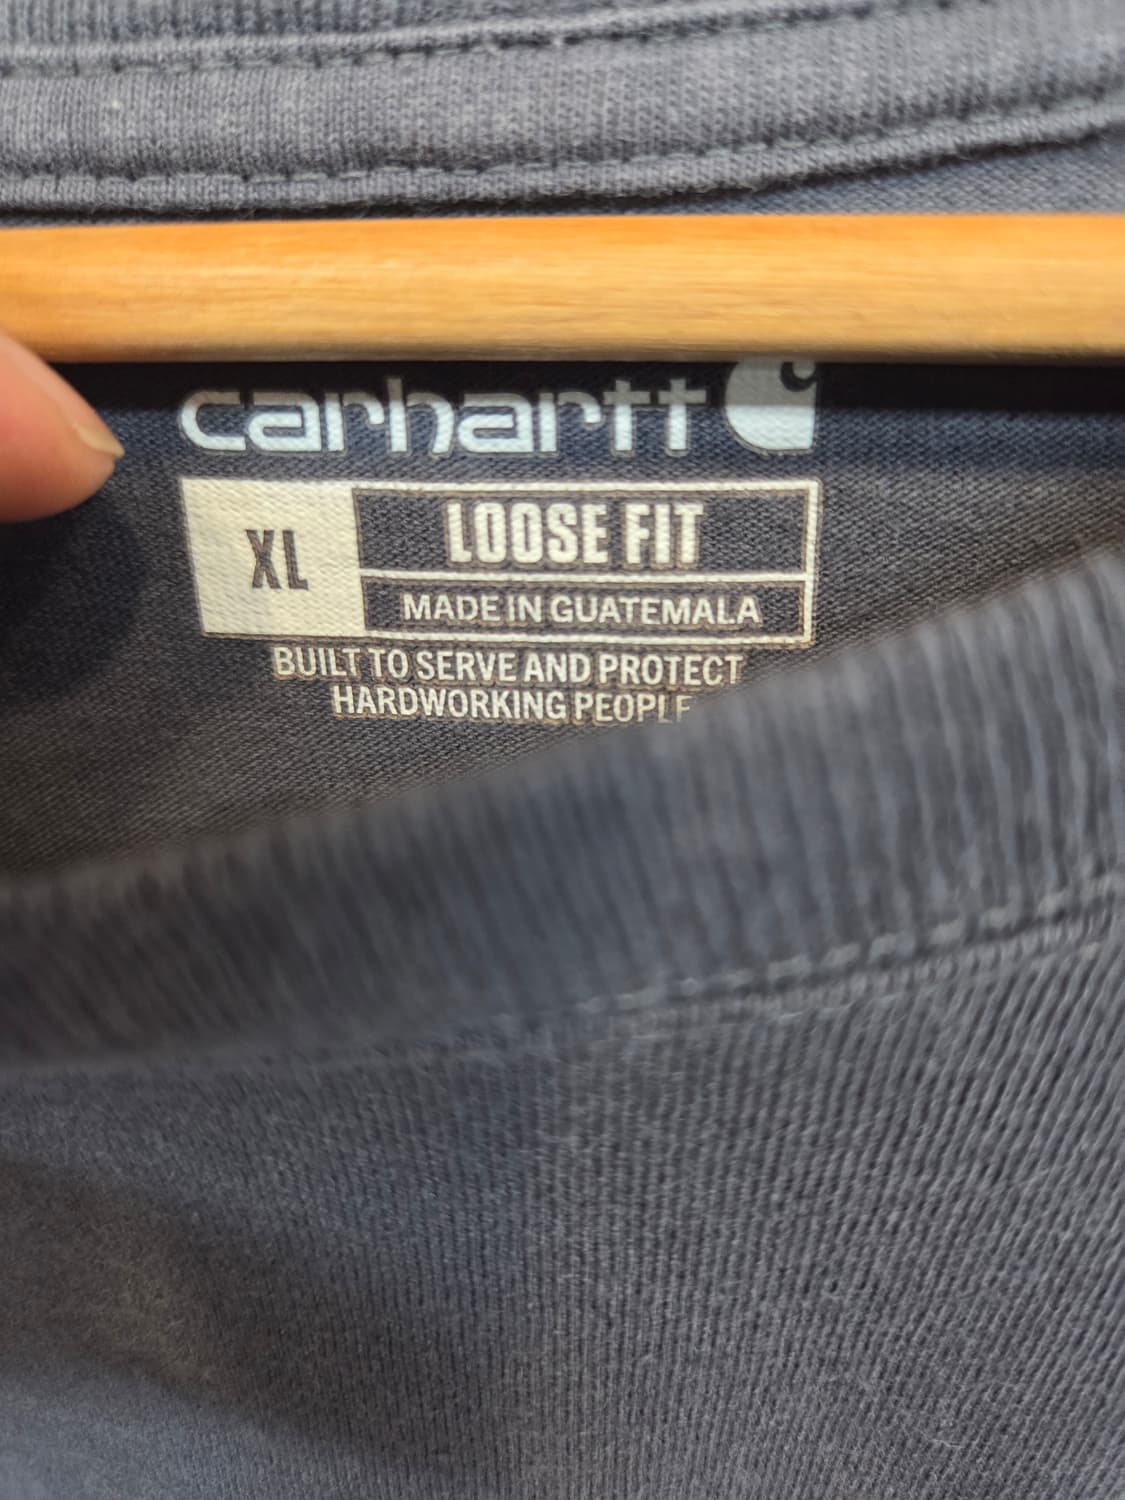 carhartt
XL
LOOSE FIT
MADE IN GUATEMALA
BUILT TO SERVE AND PROTECT
HARDWORKING PEOPLE